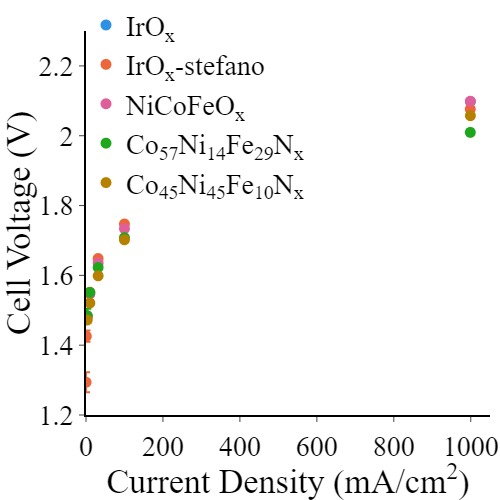 IrOₓ
IrOₓ-stefano
NiCoFeOₓ
Co₅₇Ni₁₄Fe₂₉Nₓ
Co₄₅Ni₄₅Fe₁₀Nₓ
Cell Voltage (V)
2.2
2
1.8
1.6
1.4
1.2
0 200 400 600 800 1000
Current Density (mA/cm²)